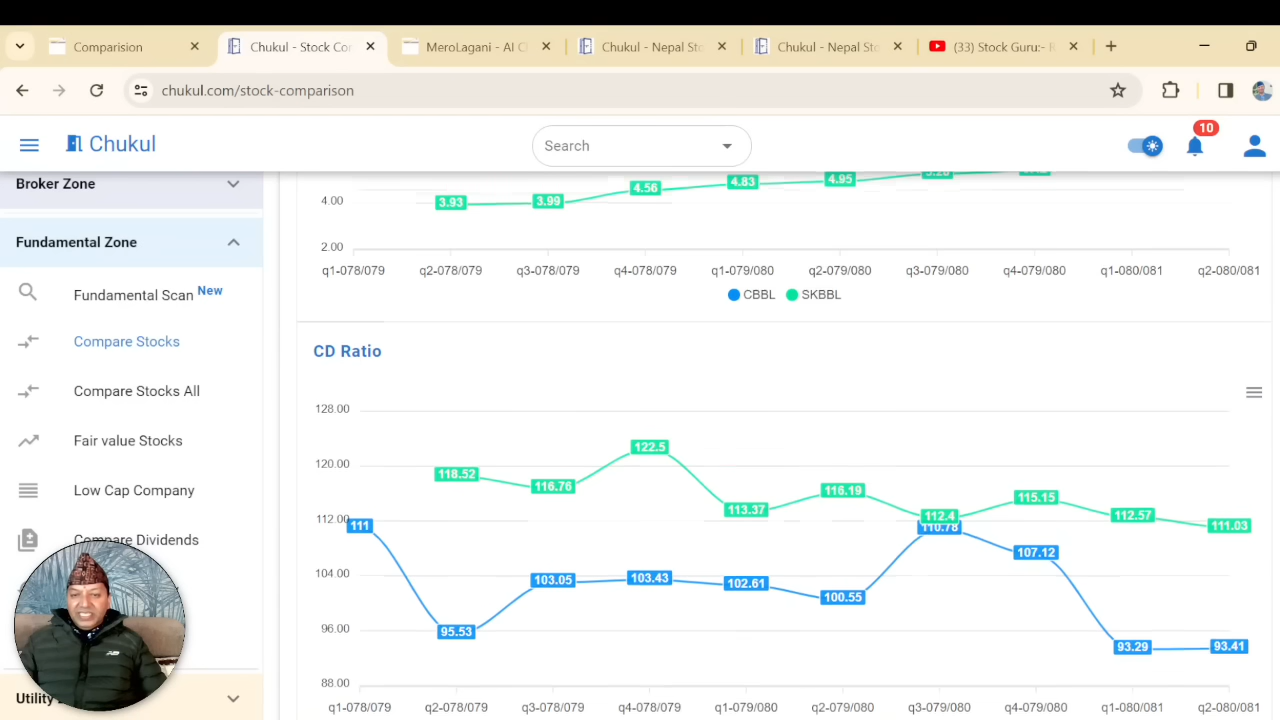 Comparision
Chukul - Stock Co
MeroLagani - AI C
Chukul - Nepal St
Chukul - Nepal St
(33) Stock Guru:- R
chukul.com/stock-comparison
Chukul
Search
10
Broker Zone
Fundamental Zone
Fundamental Scan New
Compare Stocks
Compare Stocks All
Fair value Stocks
Low Cap Company
Compare Dividends
Utility
4.00
2.00
3.93
3.99
4.56
4.83
4.95
q1-078/079
q2-078/079
q3-078/079
q4-078/079
q1-079/080
q2-079/080
q3-079/080
q4-079/080
q1-080/081
q2-080/081
CBBL
SKBBL
CD Ratio
128.00
120.00
112.00
104.00
96.00
88.00
118.52
116.76
122.5
113.37
116.19
112.4
115.15
112.57
111.03
111
95.53
103.05
103.43
102.61
100.55
110.78
107.12
93.29
93.41
q1-078/079
q2-078/079
q3-078/079
q4-078/079
q1-079/080
q2-079/080
q3-079/080
q4-079/080
q1-080/081
q2-080/081